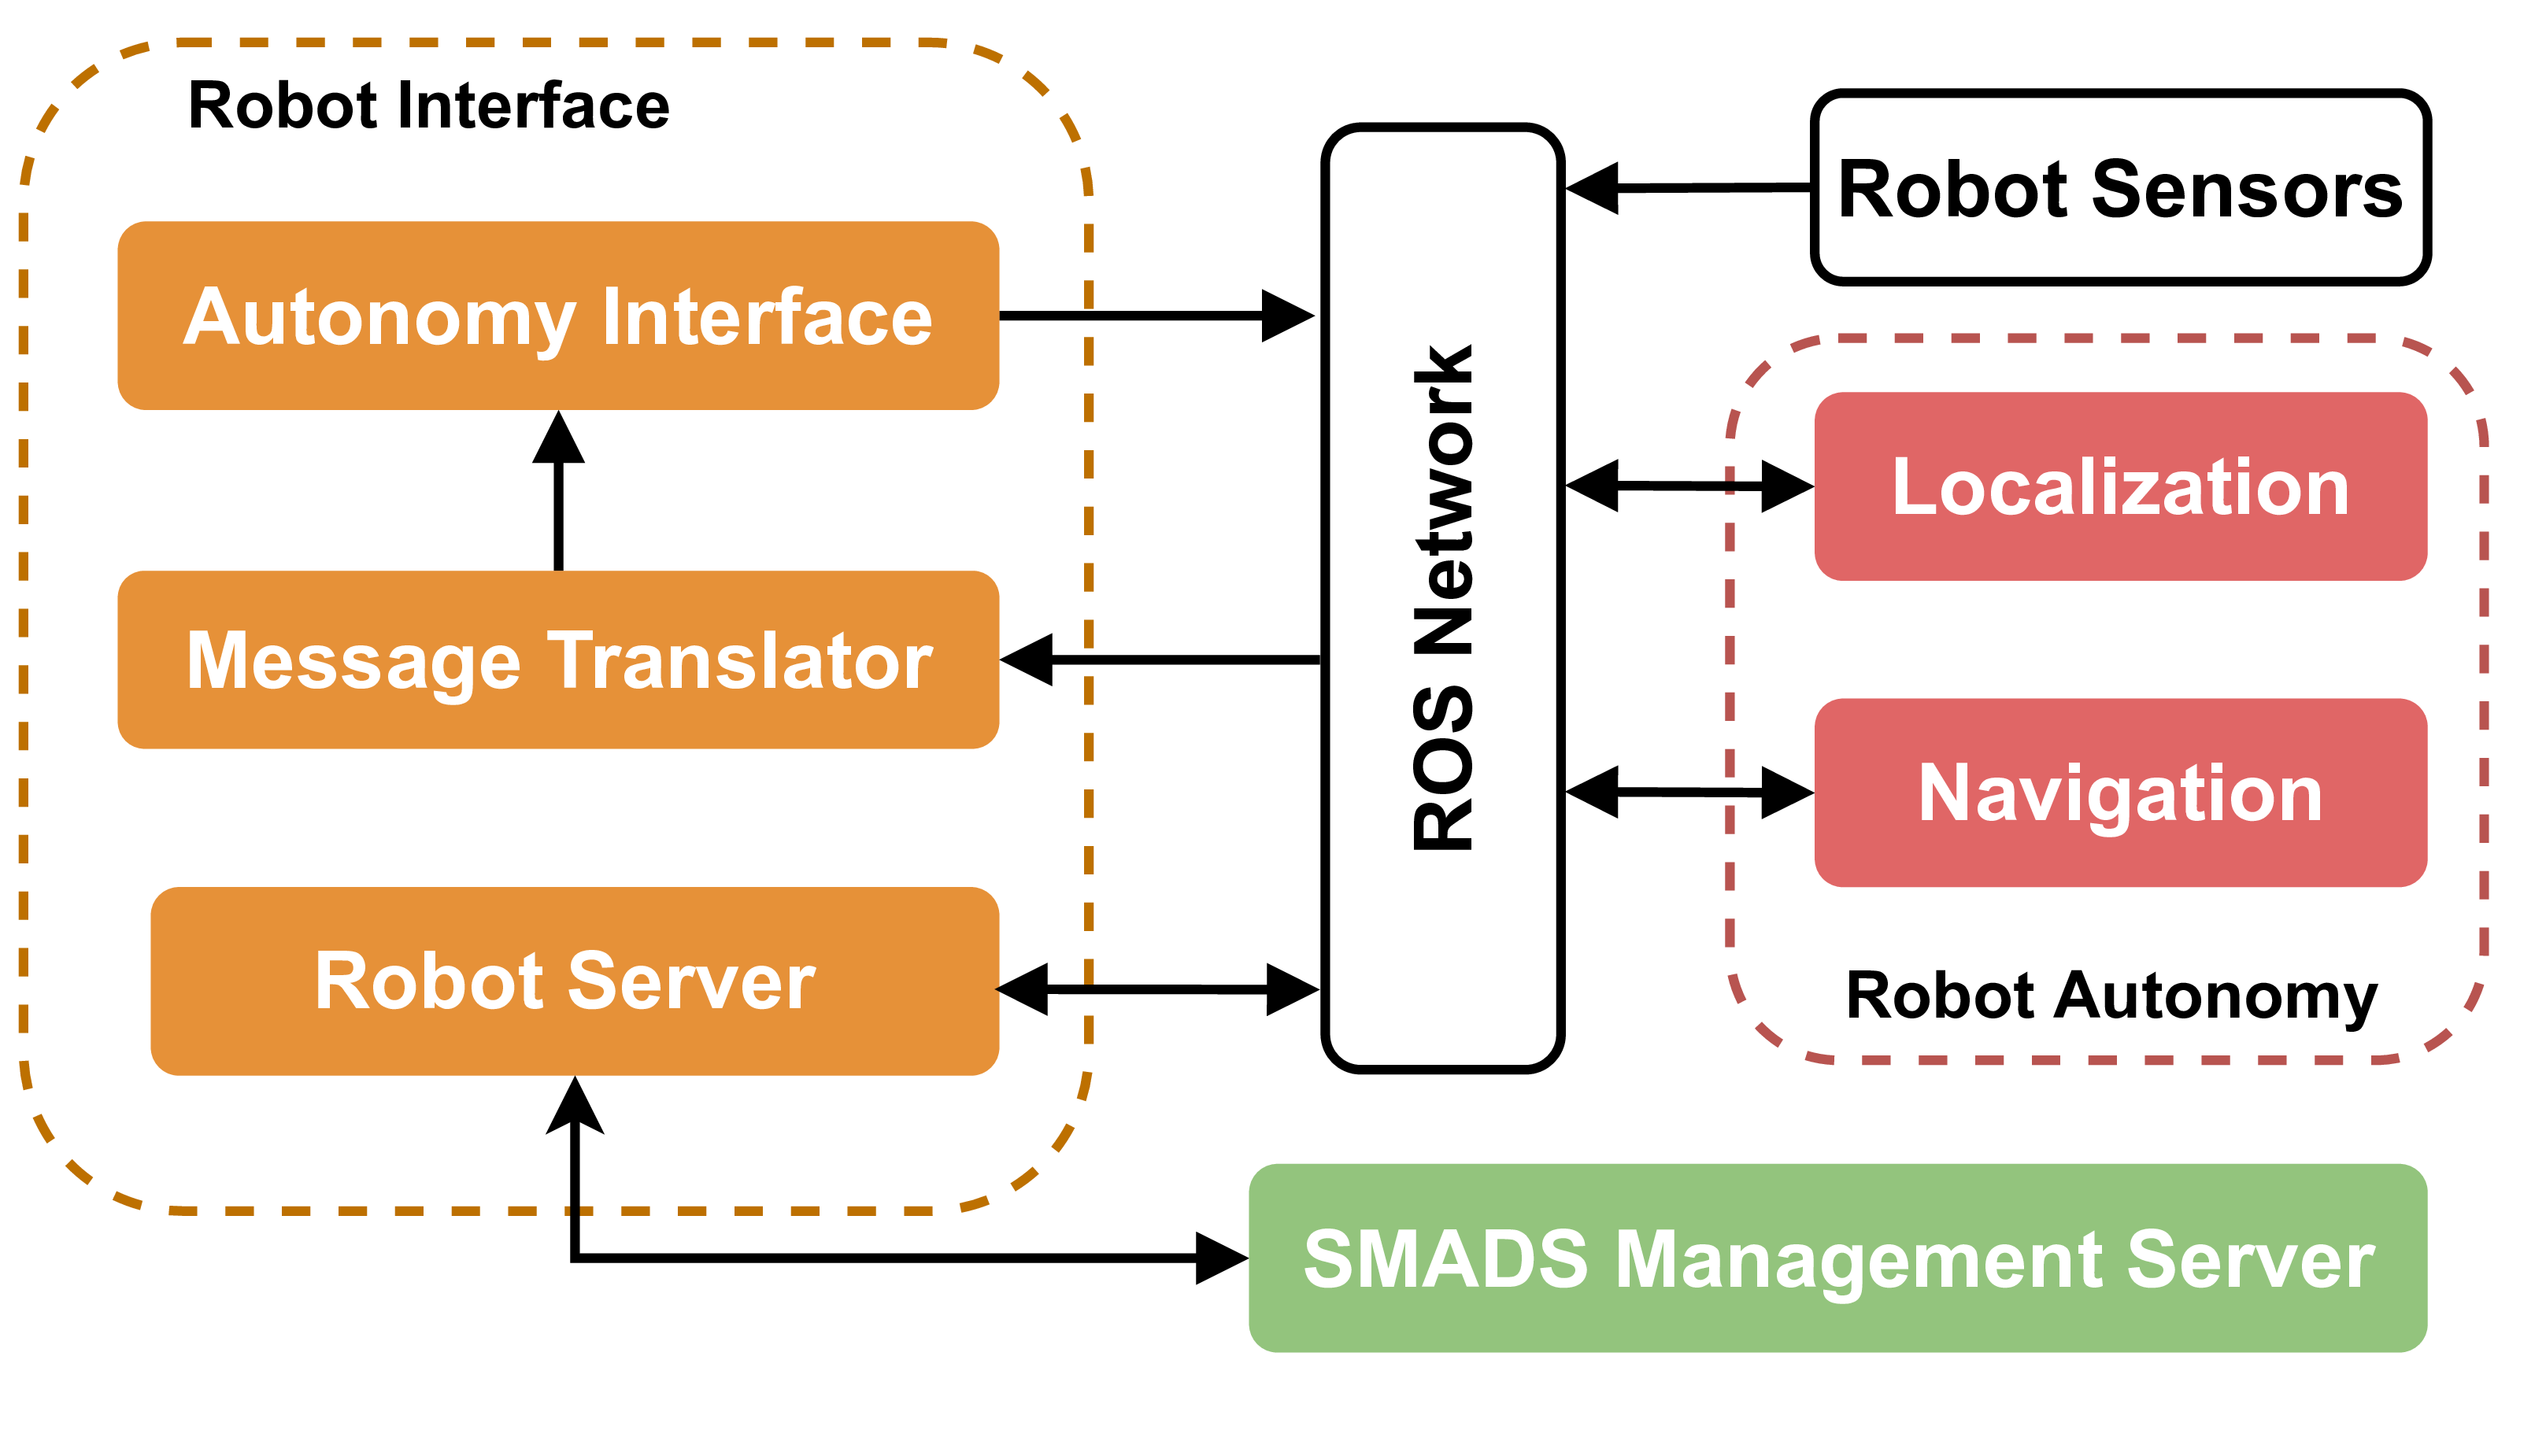 Robot Interface
Autonomy Interface
Message Translator
Robot Server
ROS Network
Robot Sensors
Localization
Navigation
Robot Autonomy
SMADS Management Server